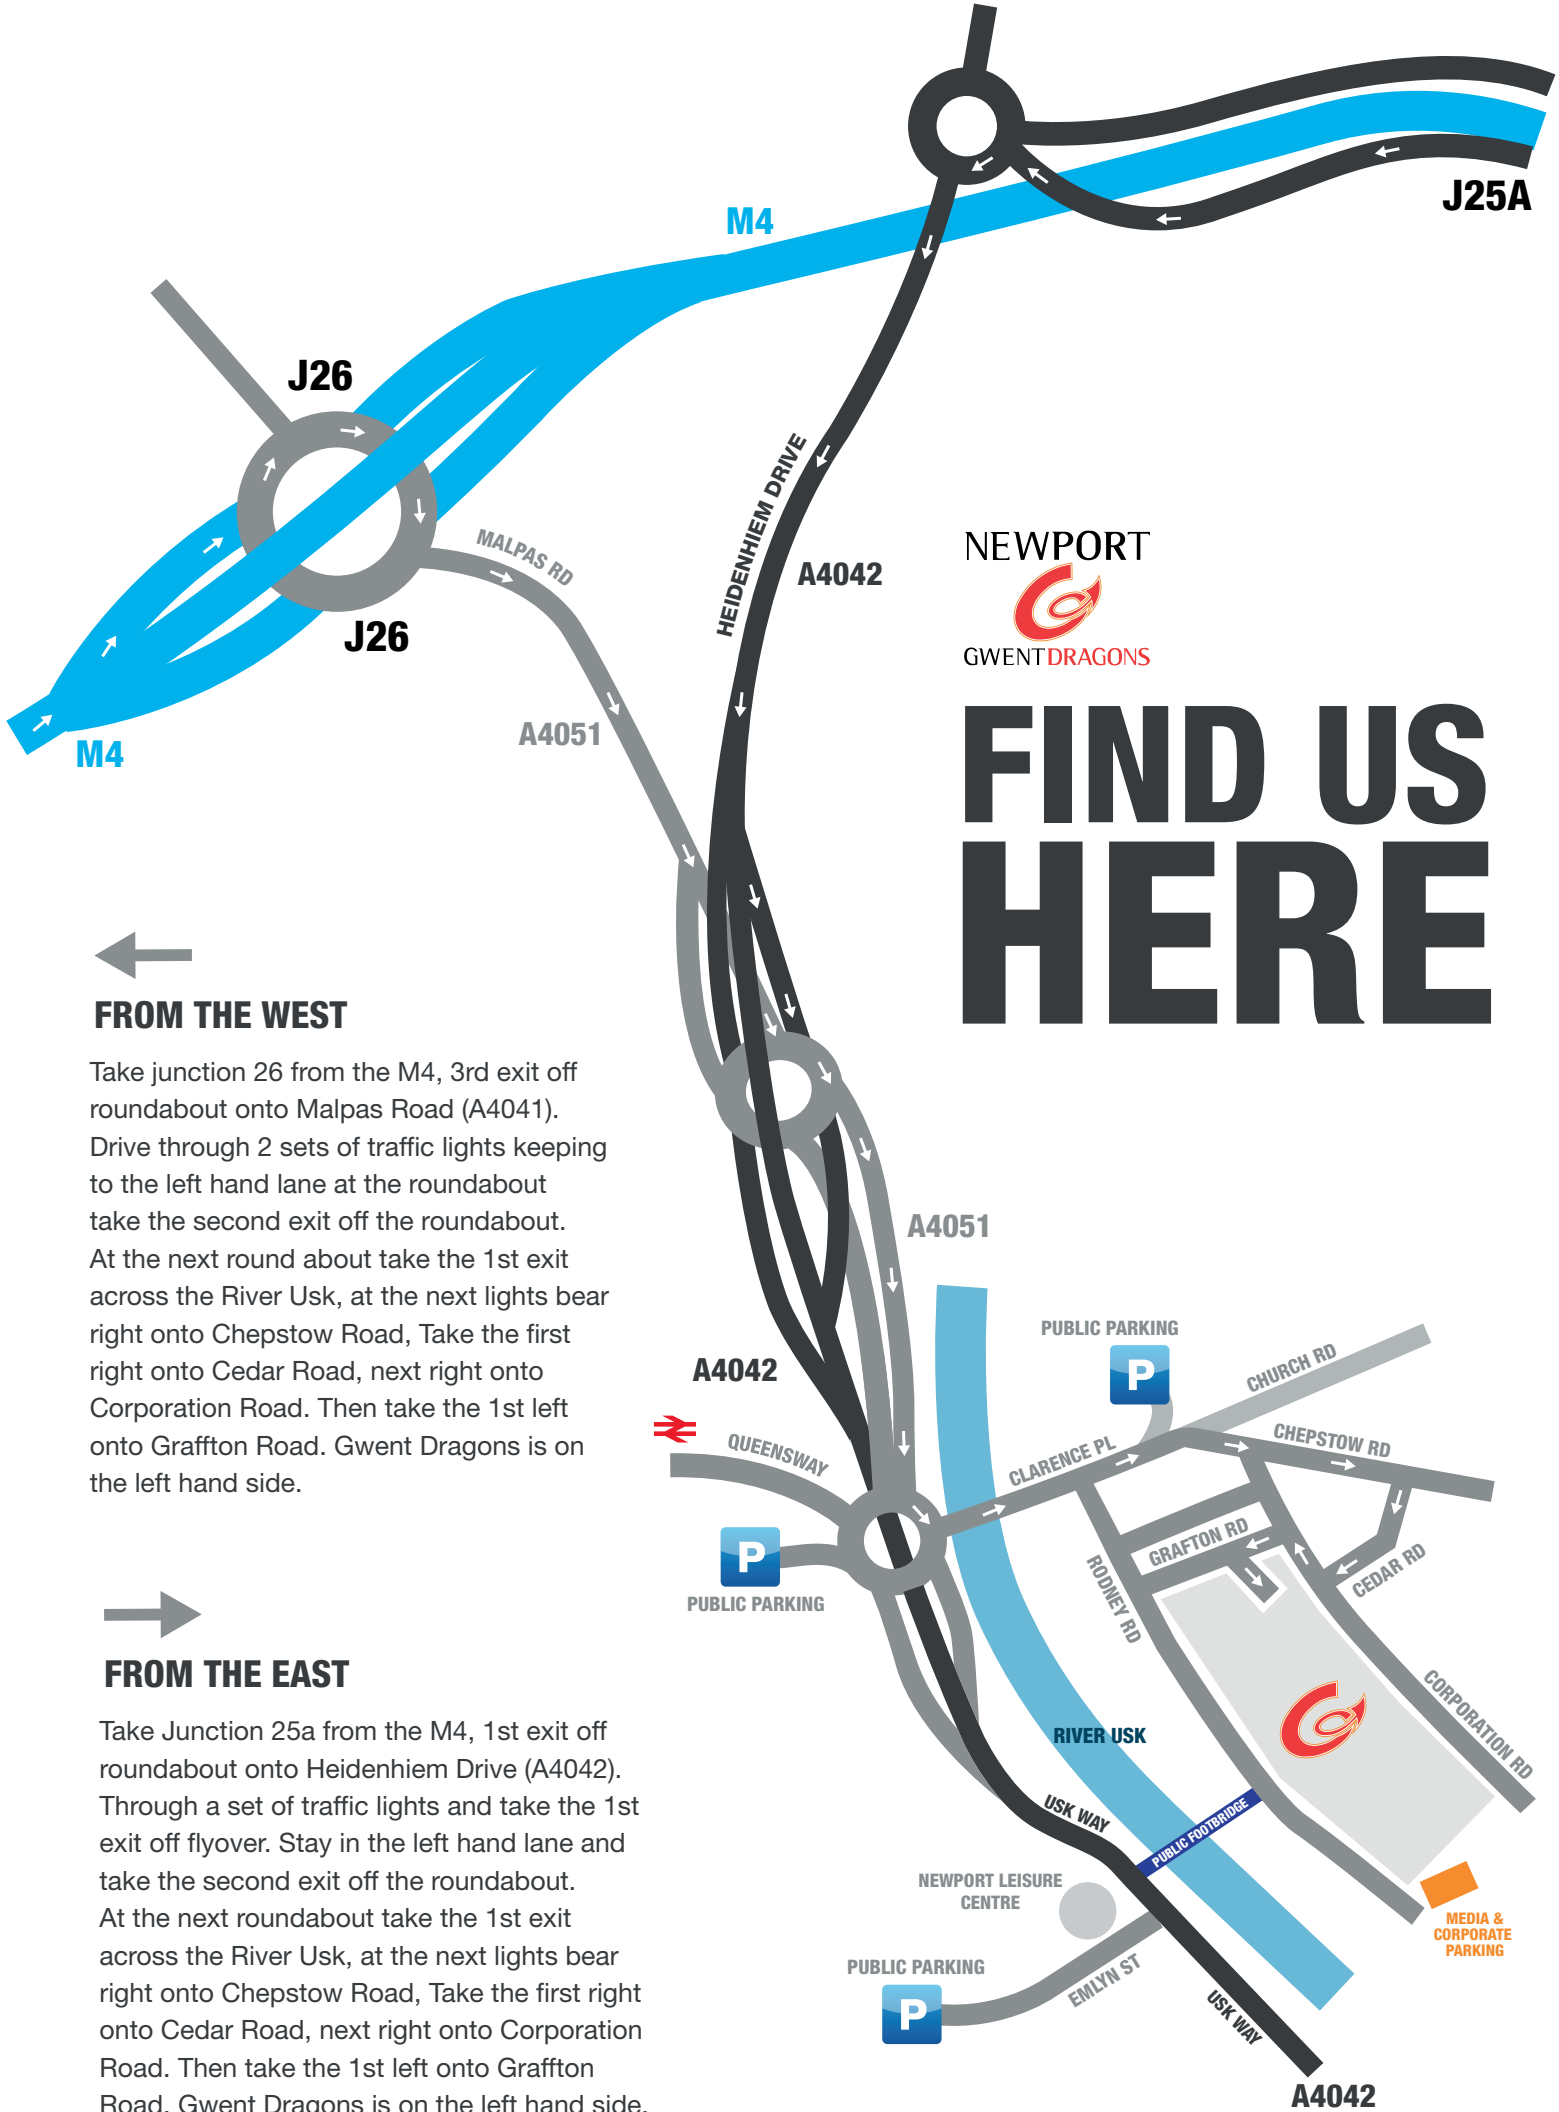 J25A
M4
J26
HEIDENHIEM DRIVE
MALPAS RD
A4042
NEWPORT
GWENTDRAGONS
J26
A4051
M4
FIND US
HERE
FROM THE WEST
Take junction 26 from the M4, 3rd exit off
roundabout onto Malpas Road (A4041).
Drive through 2 sets of traffic lights keeping
to the left hand lane at the roundabout
take the second exit off the roundabout.
At the next round about take the 1st exit
across the River Usk, at the next lights bear
right onto Chepstow Road, Take the first
right onto Cedar Road, next right onto
Corporation Road. Then take the 1st left
onto Graffton Road. Gwent Dragons is on
the left hand side.
A4051
PUBLIC PARKING
P
CHURCH RD
A4042
QUEENSWAY
CLARENCE PL
CHEPSTOW RD
GRAFTON RD
CEDAR RD
P
PUBLIC PARKING
RODNEY RD
CORPORATION RD
RIVER USK
FROM THE EAST
Take Junction 25a from the M4, 1st exit off
roundabout onto Heidenhiem Drive (A4042).
Through a set of traffic lights and take the 1st
exit off flyover. Stay in the left hand lane and
take the second exit off the roundabout.
At the next roundabout take the 1st exit
across the River Usk, at the next lights bear
right onto Chepstow Road, Take the first right
onto Cedar Road, next right onto Corporation
Road. Then take the 1st left onto Graffton
Road. Gwent Dragons is on the left hand side.
USK WAY
PUBLIC FOOTBRIDGE
NEWPORT LEISURE
CENTRE
MEDIA &
CORPORATE
PARKING
PUBLIC PARKING
P
EMLYN ST
USK WAY
A4042